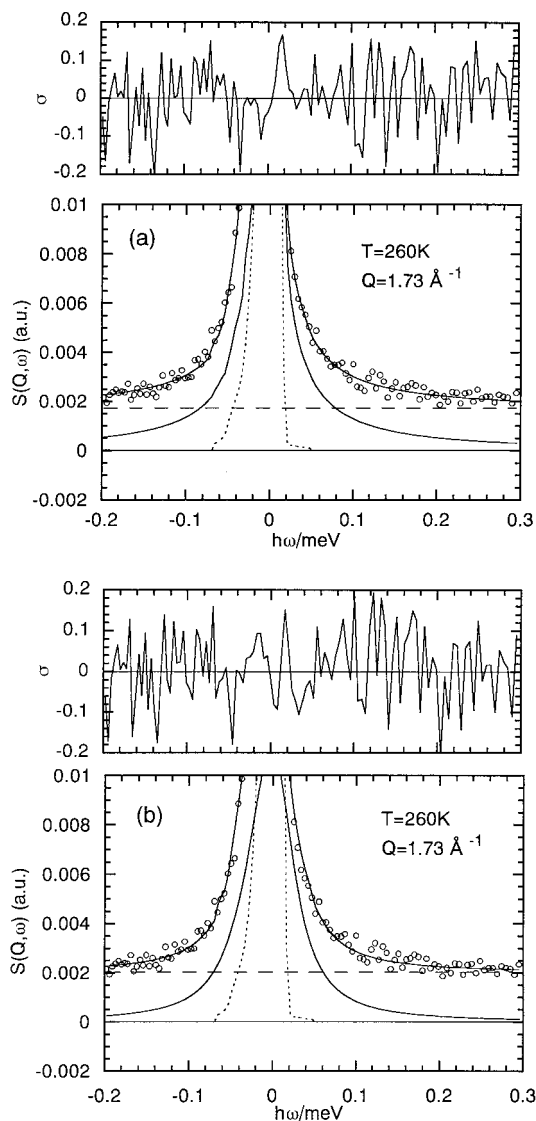 0.2
0.1
0
-0.1
-0.2
σ
0.01
0.008
0.006
0.004
0.002
0
-0.002
S(Q,ω) (a.u.)
(a)
T=260K
Q=1.73 Å -1
-0.2 -0.1 0 0.1 0.2 0.3
hω/meV
0.2
0.1
0
-0.1
-0.2
σ
0.01
0.008
0.006
0.004
0.002
0
-0.002
S(Q,ω) (a.u.)
(b)
T=260K
Q=1.73 Å -1
-0.2 -0.1 0 0.1 0.2 0.3
hω/meV